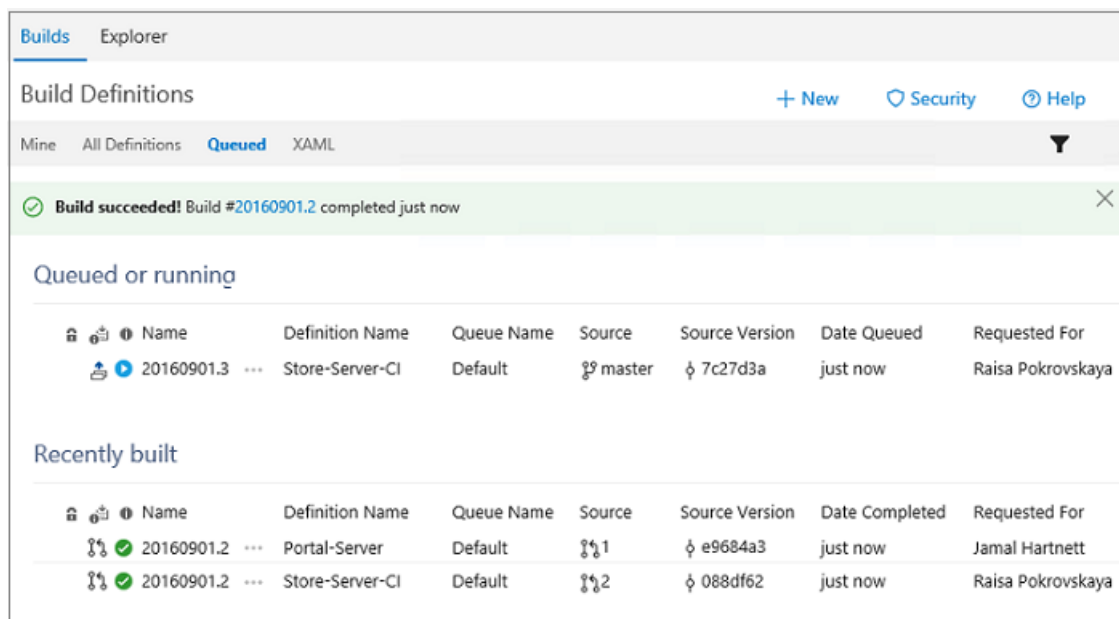 Builds Explorer
Build Definitions
+ New Security Help
Mine All Definitions Queued XAML
Build succeeded! Build #20160901.2 completed just now
Queued or running
Name Definition Name Queue Name Source Source Version Date Queued Requested For
20160901.3 ... Store-Server-CI Default master 7c27d3a just now Raisa Pokrovskaya
Recently built
Name Definition Name Queue Name Source Source Version Date Completed Requested For
20160901.2 ... Portal-Server Default 1 e9684a3 just now Jamal Hartnett
20160901.2 ... Store-Server-CI Default 2 088df62 just now Raisa Pokrovskaya